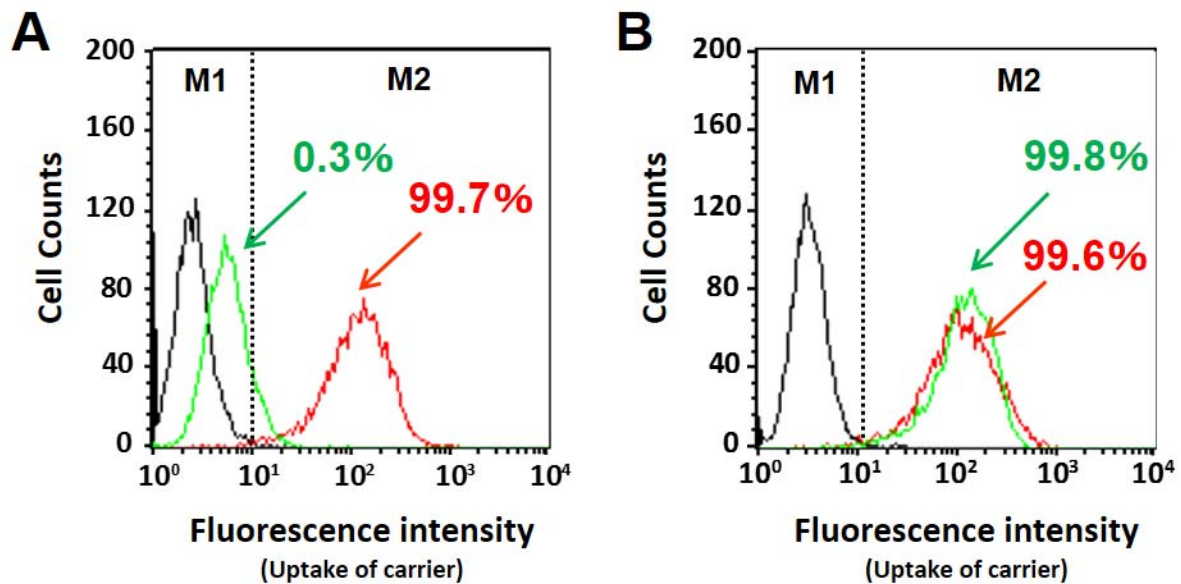 A
200
160
120
80
40
0
Cell Counts
M1
M2
0.3%
99.7%
10⁰
10¹
10²
10³
10⁴
Fluorescence intensity
(Uptake of carrier)
B
200
160
120
80
40
0
Cell Counts
M1
M2
99.8%
99.6%
10⁰
10¹
10²
10³
10⁴
Fluorescence intensity
(Uptake of carrier)